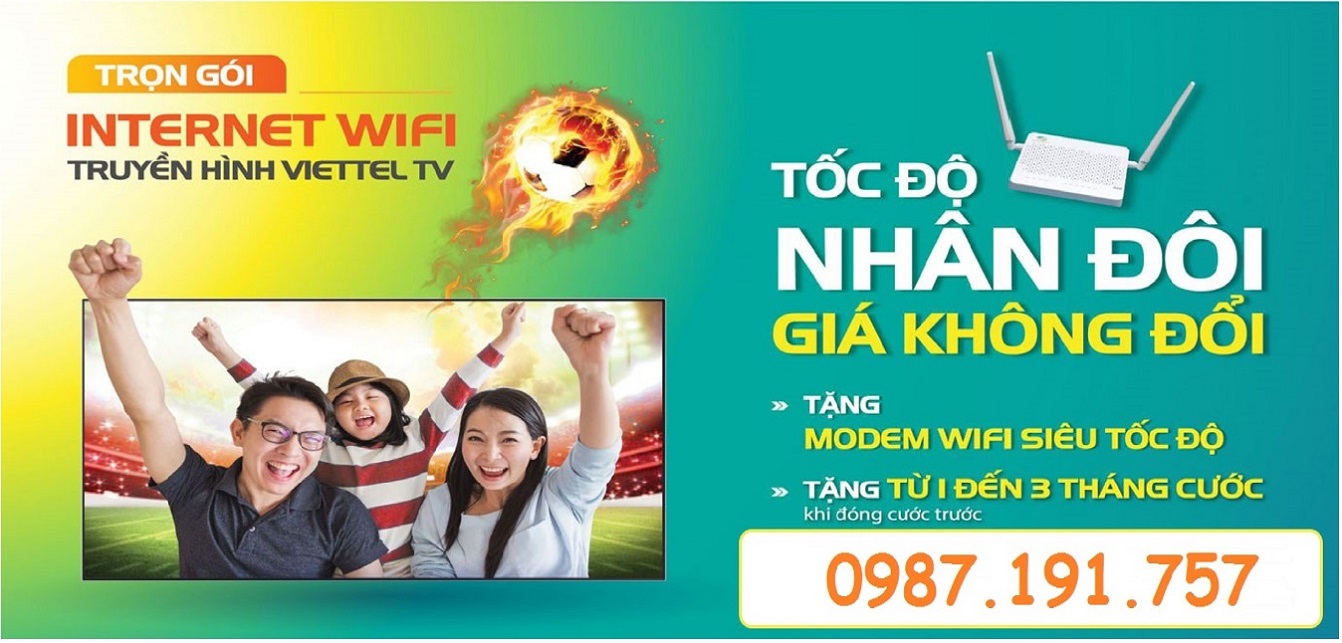 TRỌN GÓI
INTERNET WIFI
TRUYỀN HÌNH VIETTEL TV
TỐC ĐỘ
NHÂN ĐÔI
GIÁ KHÔNG ĐỔI
» TẶNG
MODEM WIFI SIÊU TỐC ĐỘ
» TẶNG TỪ 1 ĐẾN 3 THÁNG CƯỚC
khi đóng cước trước
0987.191.757